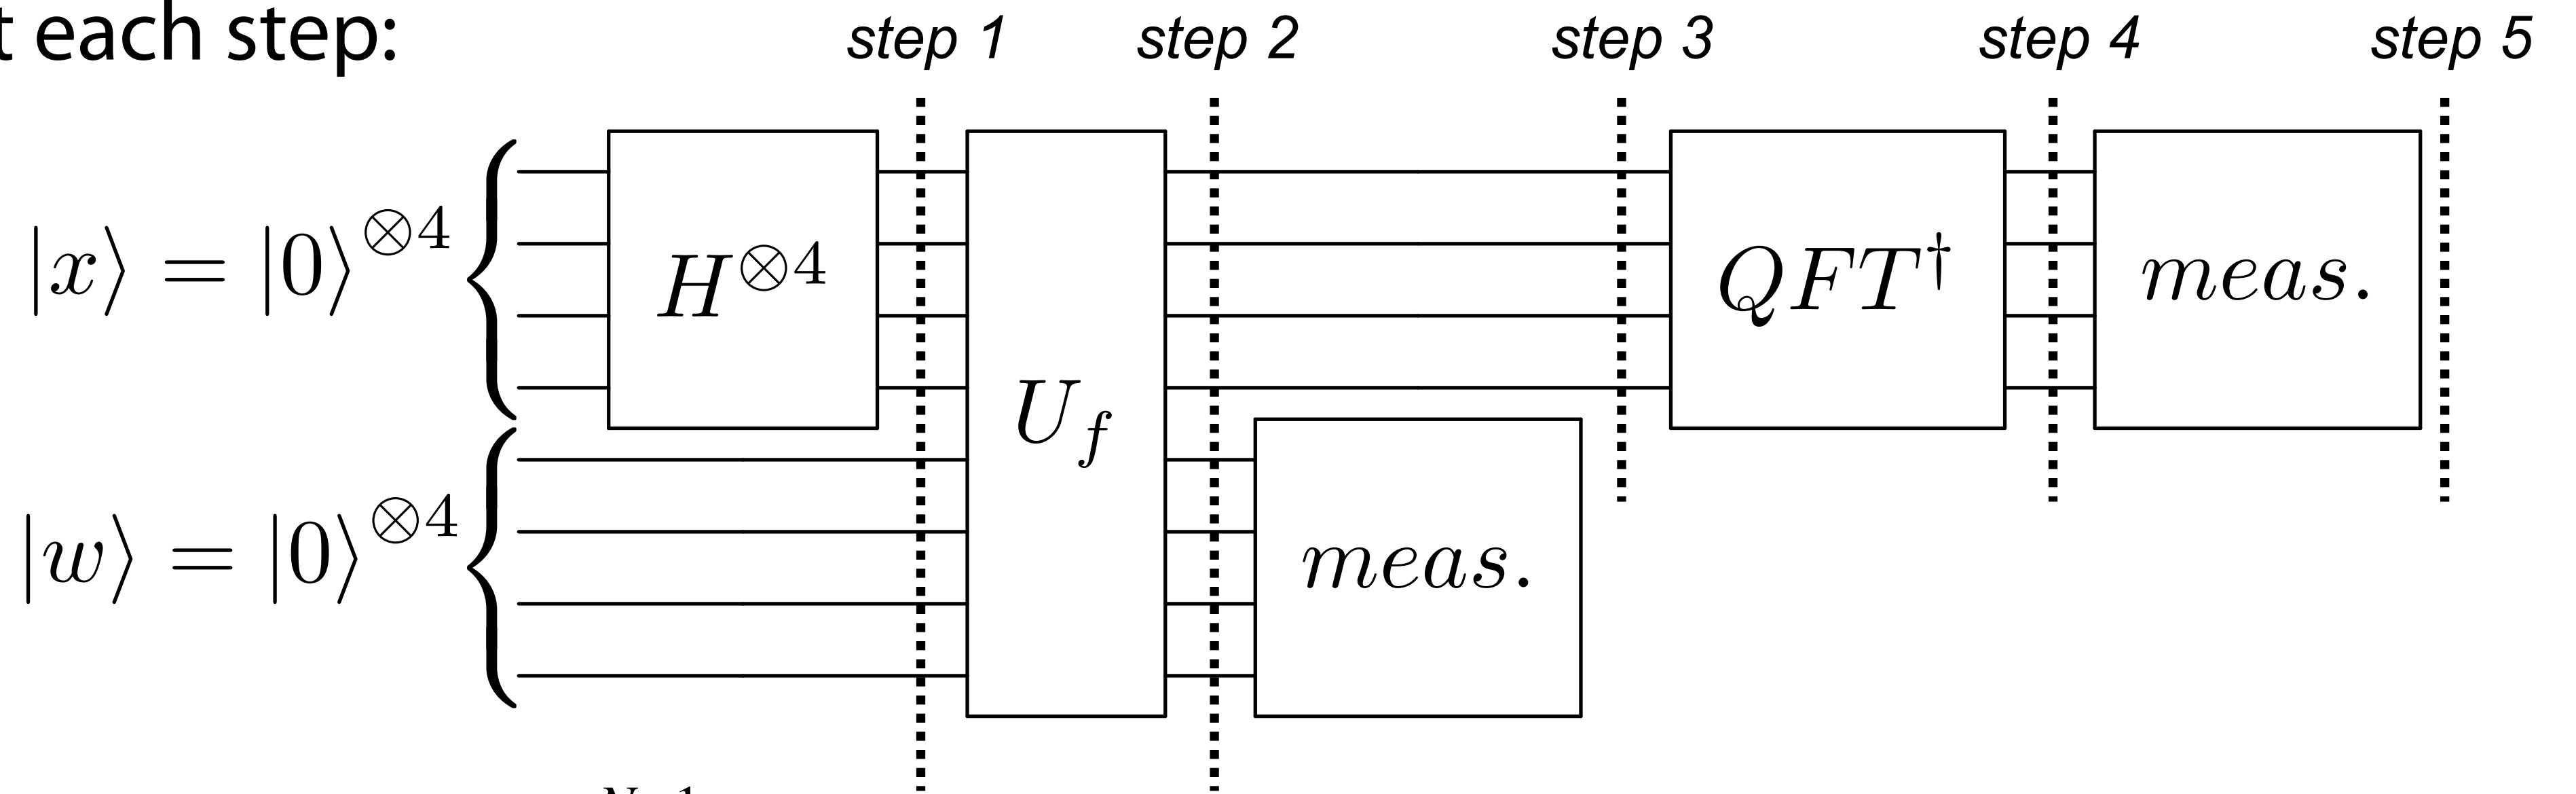 t each step:
step 1 step 2 step 3 step 4 step 5
|x⟩ = |0⟩^⊗4
H^⊗4
U_f
QFT^†
meas.
|w⟩ = |0⟩^⊗4
meas.
N−1